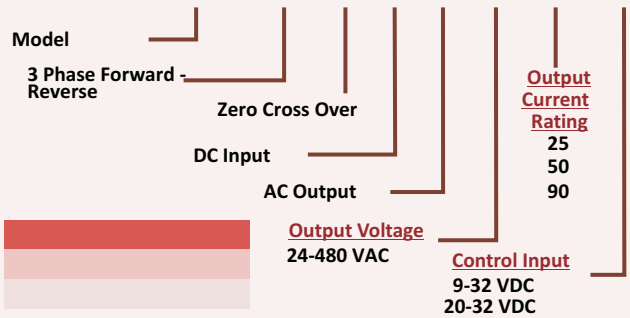 Model
3 Phase Forward -
Reverse
Zero Cross Over
DC Input
AC Output
Output
Current
Rating
25
50
90
Output Voltage
24-480 VAC
Control Input
9-32 VDC
20-32 VDC